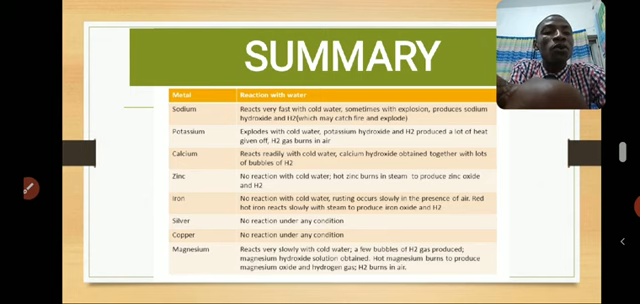 SUMMARY
Metal Reaction with water
Sodium Reacts very fast with cold water, sometimes with explosion, produces sodium
hydroxide and H2(which may catch fire and explode)
Potassium Explodes with cold water, potassium hydroxide and H2 produced a lot of heat
given off, H2 gas burns in air
Calcium Reacts readily with cold water, calcium hydroxide obtained together with lots
of bubbles of H2
Zinc No reaction with cold water; hot zinc burns in steam to produce zinc oxide
and H2
Iron No reaction with cold water, rusting occurs slowly in the presence of air. Red
hot iron reacts slowly with steam to produce iron oxide and H2
Silver No reaction under any condition
Copper No reaction under any condition
Magnesium Reacts very slowly with cold water; a few bubbles of H2 gas produced;
magnesium hydroxide solution obtained. Hot magnesium burns to produce
magnesium oxide and hydrogen gas; H2 burns in air.